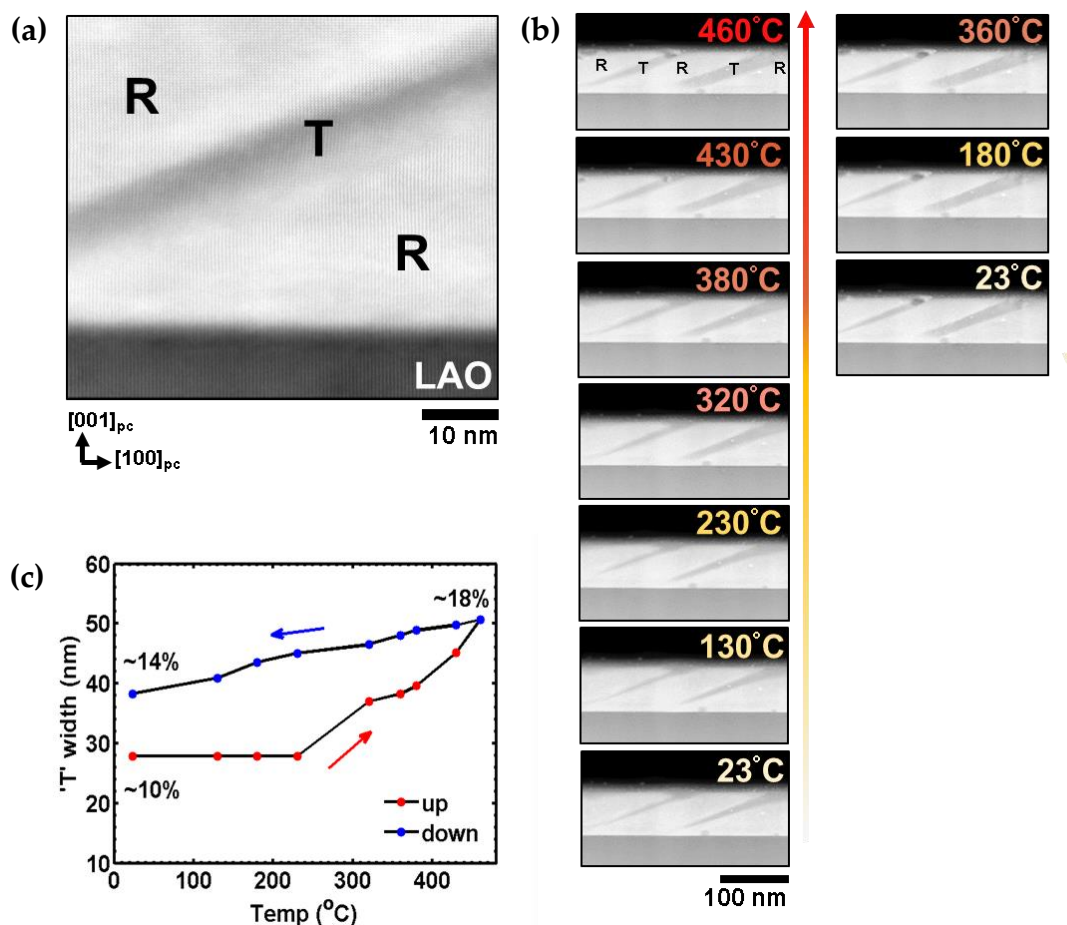 (a)
R
T
R
LAO
[001]pc
[100]pc
10 nm
(b)
460°C
R T R T R
430°C
380°C
320°C
230°C
130°C
23°C
100 nm
360°C
180°C
23°C
(c)
60
50
40
30
20
10
'T' width (nm)
~18%
~14%
~10%
up
down
0 100 200 300 400
Temp (°C)